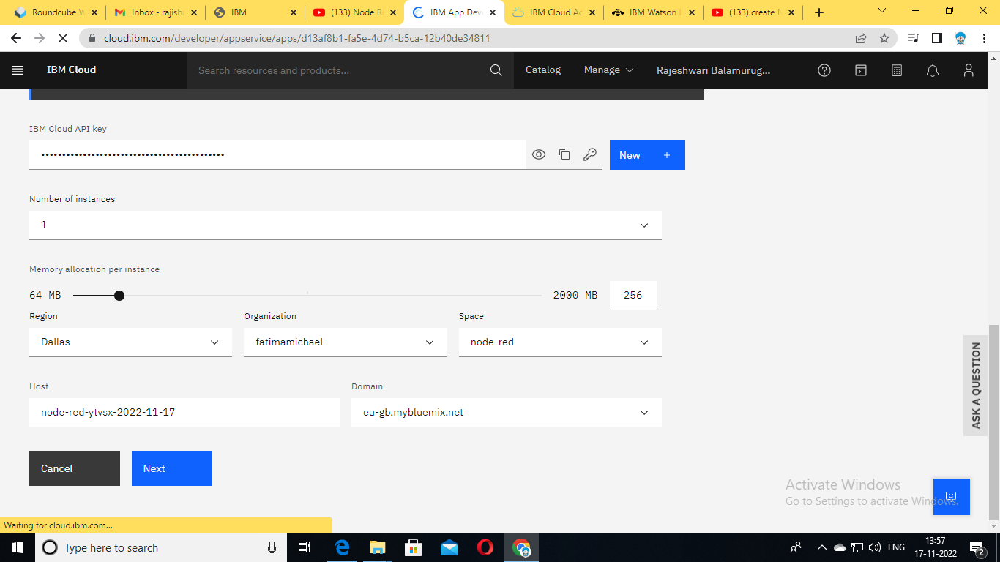 Roundcube W
Inbox - rajish
IBM
(133) Node R
IBM App Dev
IBM Cloud Ac
IBM Watson
(133) create N
cloud.ibm.com/developer/appservice/apps/d13af8b1-fa5e-4d74-b5ca-12b40de34811
IBM Cloud
Search resources and products...
Catalog
Manage
Rajeshwari Balamurug...
IBM Cloud API key
New +
Number of instances
1
Memory allocation per instance
64 MB
2000 MB
256
Region
Organization
Space
Dallas
fatimamichael
node-red
Host
Domain
node-red-ytvsx-2022-11-17
eu-gb.mybluemix.net
Cancel
Next
ASK A QUESTION
Activate Windows
Go to Settings to activate Windows.
Waiting for cloud.ibm.com...
Type here to search
ENG
13:57
17-11-2022
2